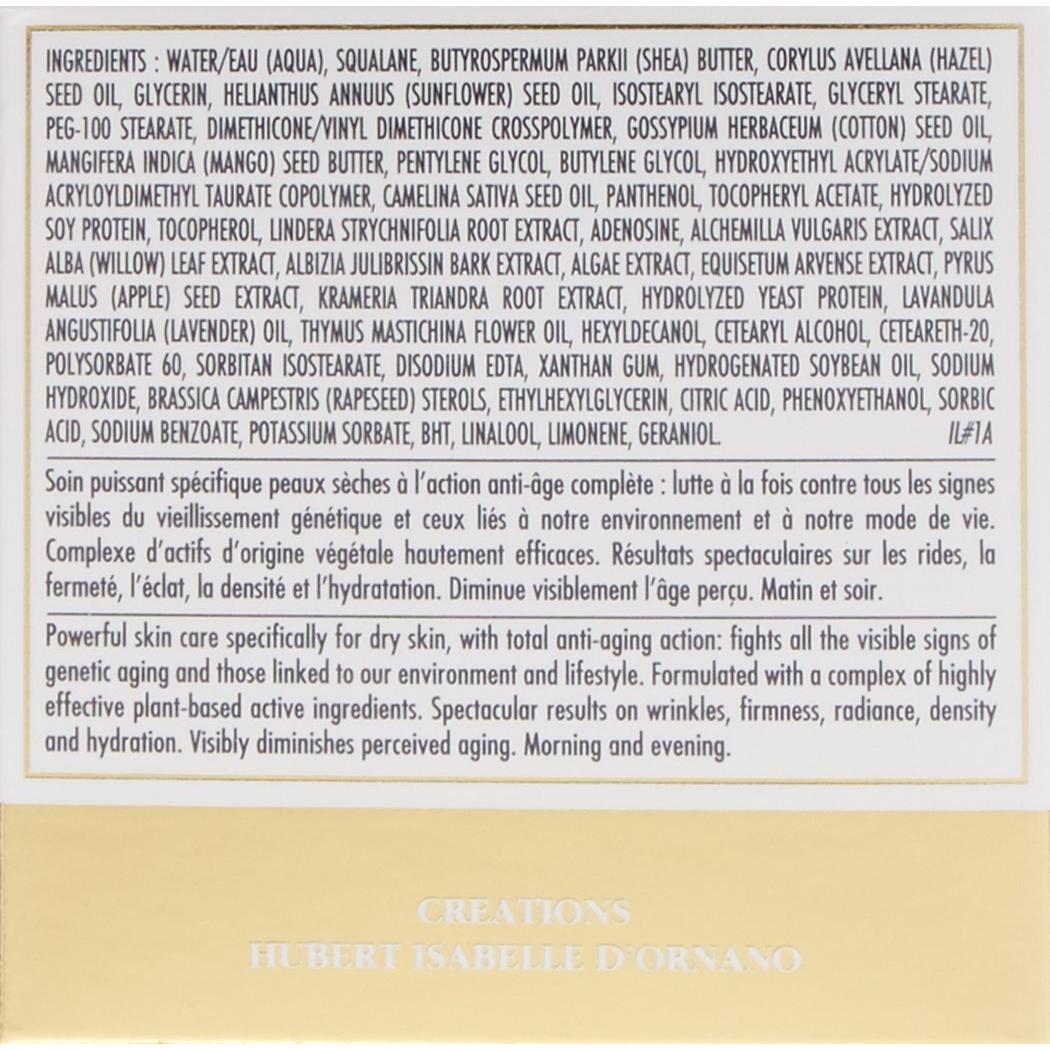 INGREDIENTS : WATER/EAU (AQUA), SQUALANE, BUTYROSPERMUM PARKII (SHEA) BUTTER, CORYLUS AVELLANA (HAZEL)
SEED OIL, GLYCERIN, HELIANTHUS ANNUUS (SUNFLOWER) SEED OIL, ISOSTEARYL ISOSTEARATE, GLYCERYL STEARATE,
PEG-100 STEARATE, DIMETHICONE/VINYL DIMETHICONE CROSSPOLYMER, GOSSYPIUM HERBACEUM (COTTON) SEED OIL,
MANGIFERA INDICA (MANGO) SEED BUTTER, PENTYLENE GLYCOL, BUTYLENE GLYCOL, HYDROXYETHYL ACRYLATE/SODIUM
ACRYLOYLDIMETHYL TAURATE COPOLYMER, CAMELINA SATIVA SEED OIL, PANTHENOL, TOCOPHERYL ACETATE, HYDROLYZED
SOY PROTEIN, TOCOPHEROL, LINDERA STRYCHNIFOLIA ROOT EXTRACT, ADENOSINE, ALCHEMILLA VULGARIS EXTRACT, SALIX
ALBA (WILLOW) LEAF EXTRACT, ALBIZIA JULIBRISSIN BARK EXTRACT, ALGAE EXTRACT, EQUISETUM ARVENSE EXTRACT, PYRUS
MALUS (APPLE) SEED EXTRACT, KRAMERIA TRIANDRA ROOT EXTRACT, HYDROLYZED YEAST PROTEIN, LAVANDULA
ANGUSTIFOLIA (LAVENDER) OIL, THYMUS MASTICHINA FLOWER OIL, HEXYLDECANOL, CETEARYL ALCOHOL, CETEARETH-20,
POLYSORBATE 60, SORBITAN ISOSTEARATE, DISODIUM EDTA, XANTHAN GUM, HYDROGENATED SOYBEAN OIL, SODIUM
HYDROXIDE, BRASSICA CAMPESTRIS (RAPESEED) STEROLS, ETHYLHEXYLGLYCERIN, CITRIC ACID, PHENOXYETHANOL, SORBIC
ACID, SODIUM BENZOATE, POTASSIUM SORBATE, BHT, LINALOOL, LIMONENE, GERANIOL. IL#1A
Soin puissant spécifique peaux sèches à l'action anti-âge complète : lutte à la fois contre tous les signes
visibles du vieillissement génétique et ceux liés à notre environnement et à notre mode de vie.
Complexe d'actifs d'origine végétale hautement efficaces. Résultats spectaculaires sur les rides, la
fermeté, l'éclat, la densité et l'hydratation. Diminue visiblement l'âge perçu. Matin et soir.
Powerful skin care specifically for dry skin, with total anti-aging action: fights all the visible signs of
genetic aging and those linked to our environment and lifestyle. Formulated with a complex of highly
effective plant-based active ingredients. Spectacular results on wrinkles, firmness, radiance, density
and hydration. Visibly diminishes perceived aging. Morning and evening.
CREATIONS
HUBERT ISABELLE D'ORNANO